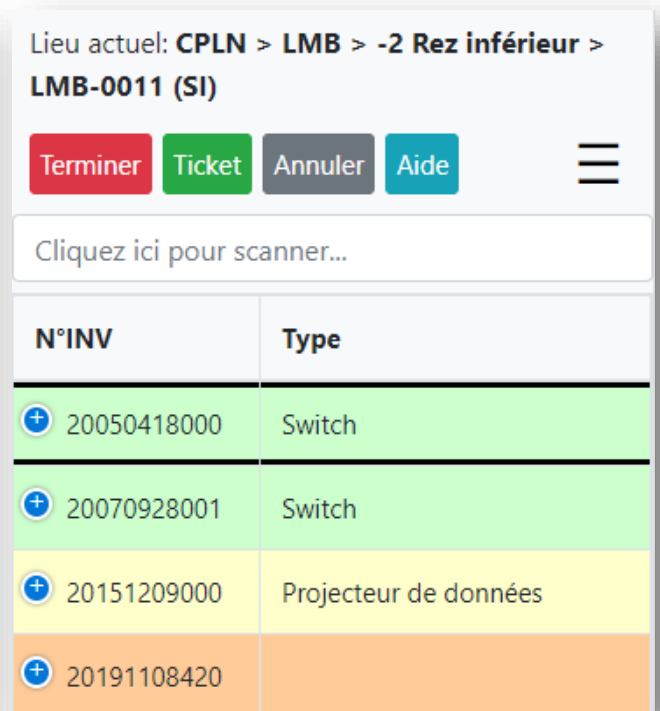 Lieu actuel: CPLN > LMB > -2 Rez inférieur >
LMB-0011 (SI)
Terminer Ticket Annuler Aide
Cliquez ici pour scanner...
N°INV Type
20050418000 Switch
20070928001 Switch
20151209000 Projecteur de données
20191108420